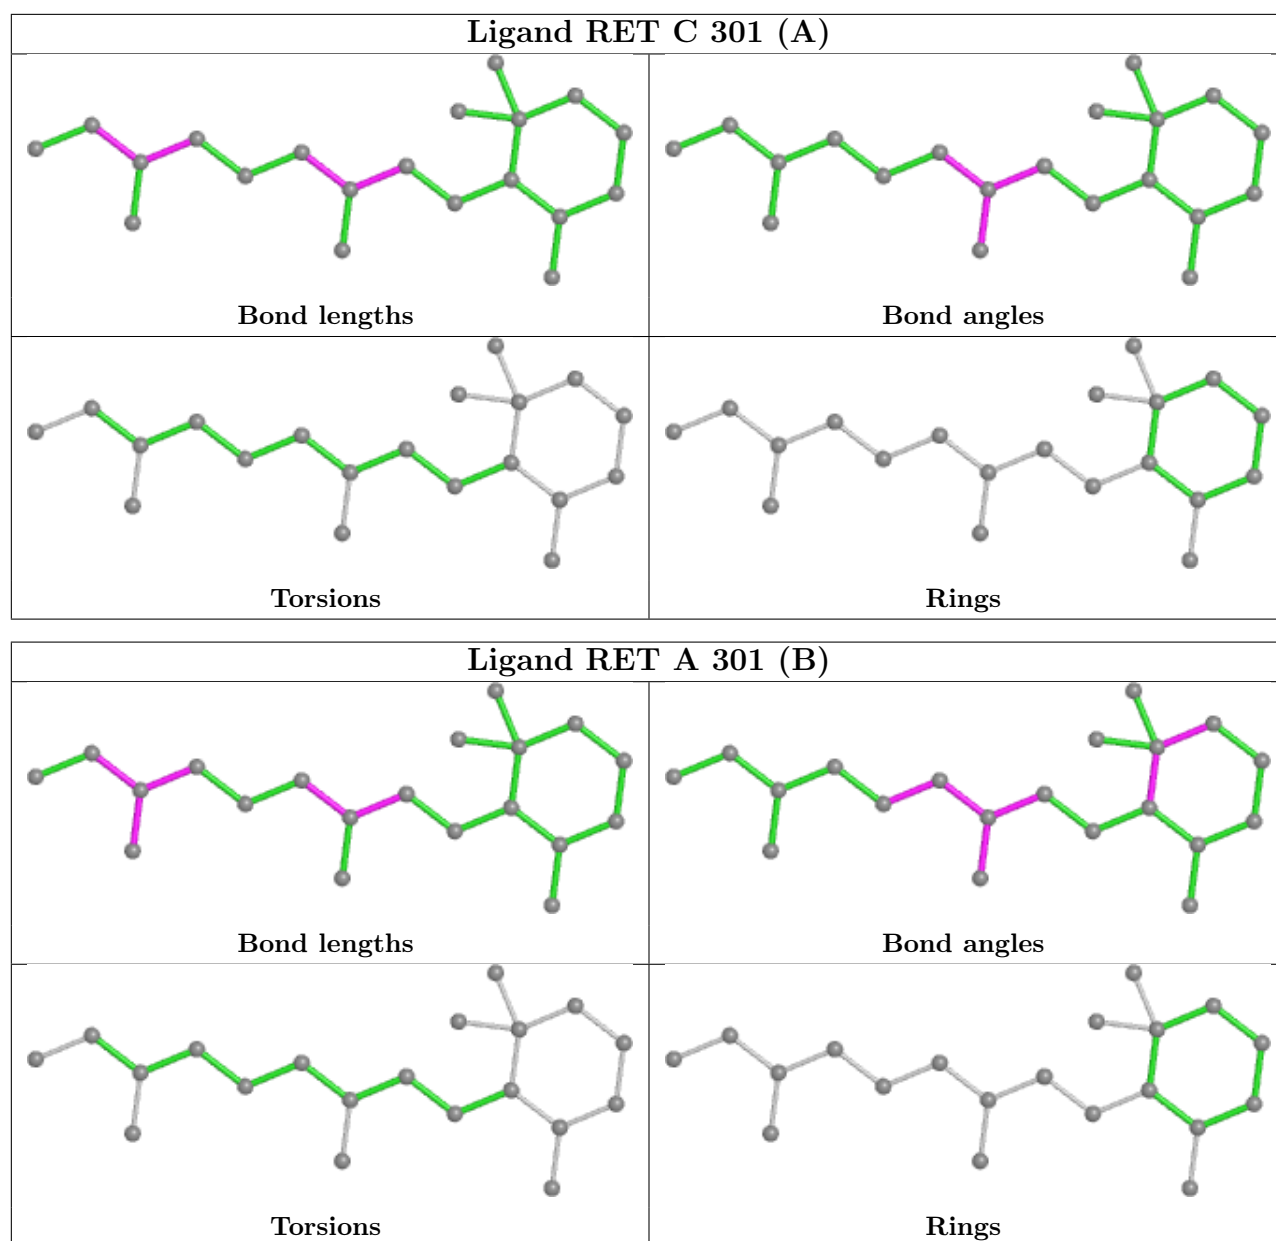 Ligand RET C 301 (A)
Bond lengths
Bond angles
Torsions
Rings
Ligand RET A 301 (B)
Bond lengths
Bond angles
Torsions
Rings